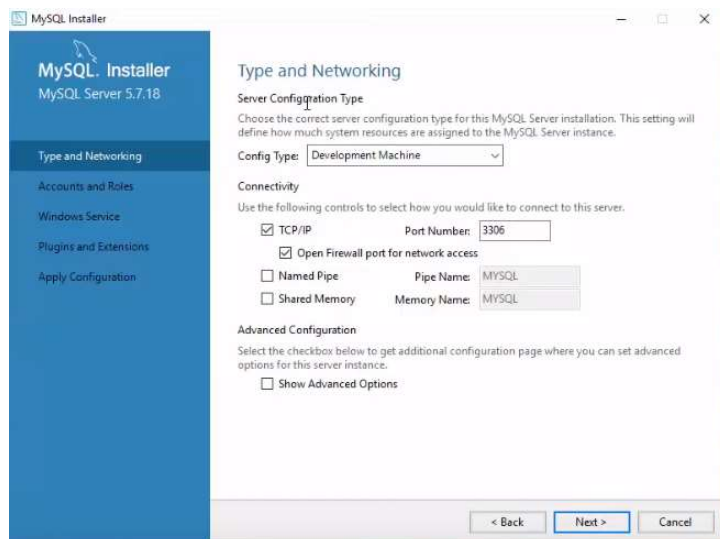 MySQL Installer
MySQL. Installer
MySQL Server 5.7.18
Type and Networking
Accounts and Roles
Windows Service
Plugins and Extensions
Apply Configuration
Type and Networking
Server Configuration Type
Choose the correct server configuration type for this MySQL Server installation. This setting will
define how much system resources are assigned to the MySQL Server instance.
Config Type: Development Machine
Connectivity
Use the following controls to select how you would like to connect to this server.
TCP/IP Port Number: 3306
Open Firewall port for network access
Named Pipe Pipe Name: MYSQL
Shared Memory Memory Name: MYSQL
Advanced Configuration
Select the checkbox below to get additional configuration page where you can set advanced
options for this server instance.
Show Advanced Options
< Back Next > Cancel